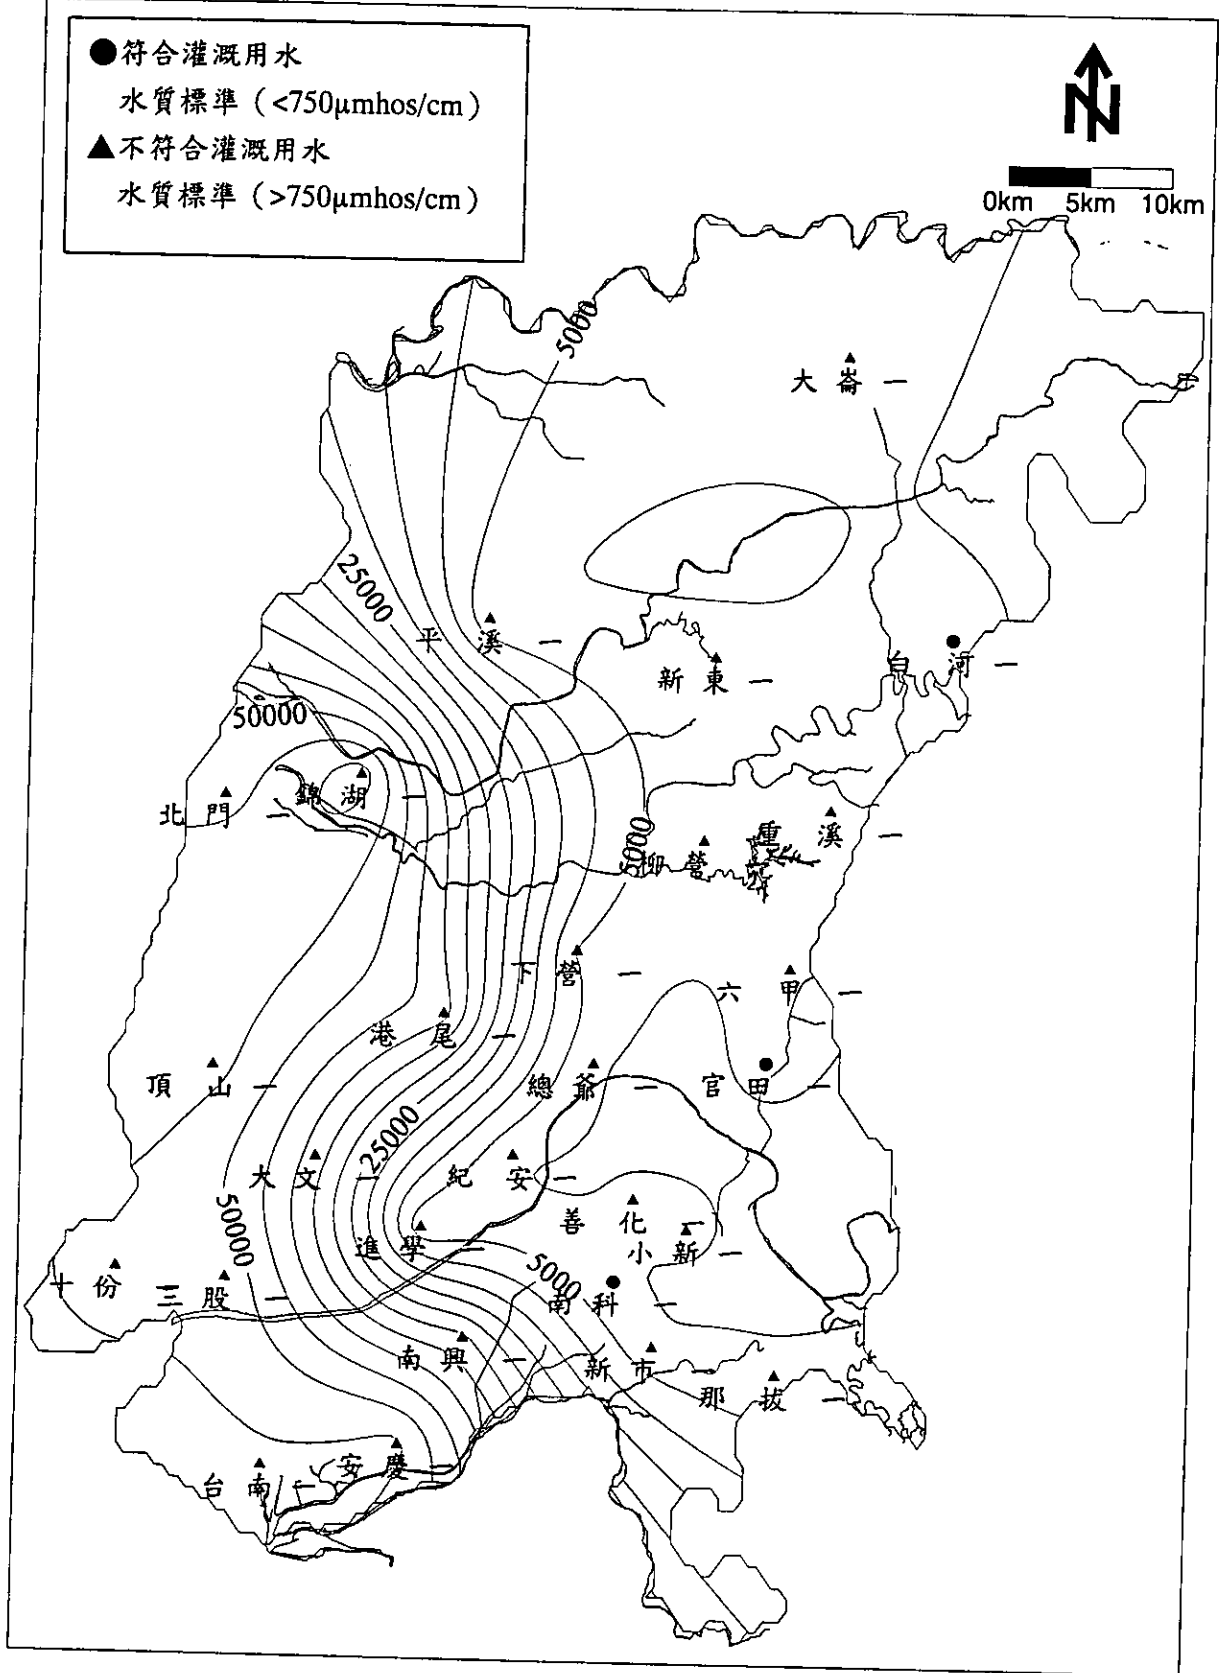 ●符合灌溉用水
水質標準（<750μmhos/cm）
▲不符合灌溉用水
水質標準（>750μmhos/cm）
N
0km 5km 10km
5000
大崙一
25000
平溪一
新東一
白河一
50000
錦湖一
北門一
重溪一
5000
柳營一
下營一
六甲一
港尾一
頂山一
總爺一
官田一
25000
大文一
紀安一
50000
善化一
進學一
小新一
5000
十份一
三股一
南科一
南興一
新市一
那拔一
安慶一
台南一